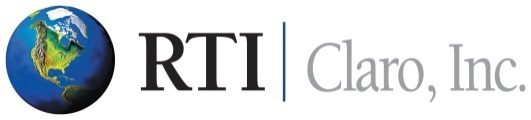 RTI | Claro, Inc.